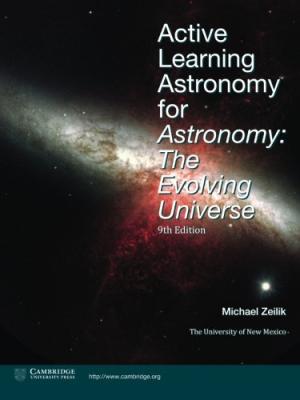 Active
Learning
Astronomy
for
Astronomy:
The
Evolving
Universe
9th Edition
Michael Zeilik
The University of New Mexico
CAMBRIDGE
UNIVERSITY PRESS
http://www.cambridge.org